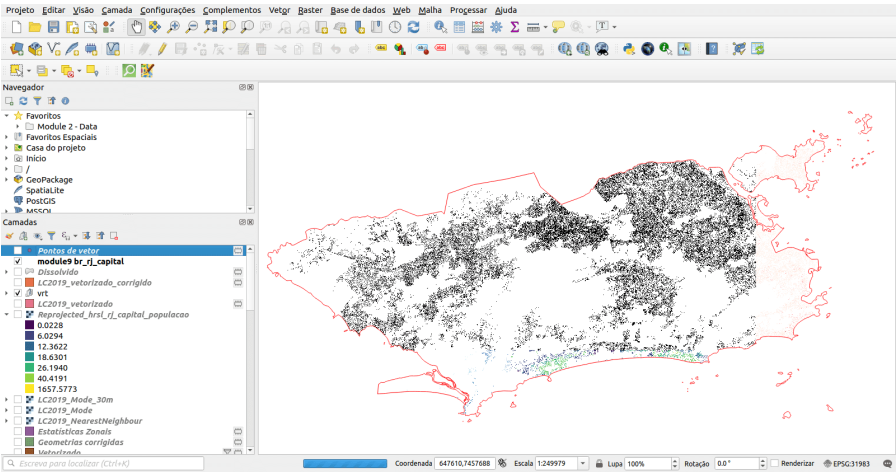 Projeto Editar Visão Camada Configurações Complementos Vetor Raster Base de dados Web Malha Processar Ajuda
Navegador
Favoritos
Module 2 - Data
Favoritos Espaciais
Casa do projeto
Início
/
GeoPackage
SpatiaLite
PostGIS
MSSQL
Camadas
Pontos de vetor
module9 br_rj_capital
Dissolvido
LC2019_vetorizado_corrigido
vrt
LC2019_vetorizado
Reprojected_hrsl_rj_capital_populacao
0.0228
6.0294
12.3622
18.6301
26.1940
40.4191
1657.5773
LC2019_Mode_30m
LC2019_Mode
LC2019_NearestNeighbour
Estatísticas Zonais
Geometrias corrigidas
Vetorizado
Escreva para localizar (Ctrl+K) Coordenada 647610,7457688 Escala 1:249979 Lupa 100% Rotação 0.0° Renderizar EPSG:31983